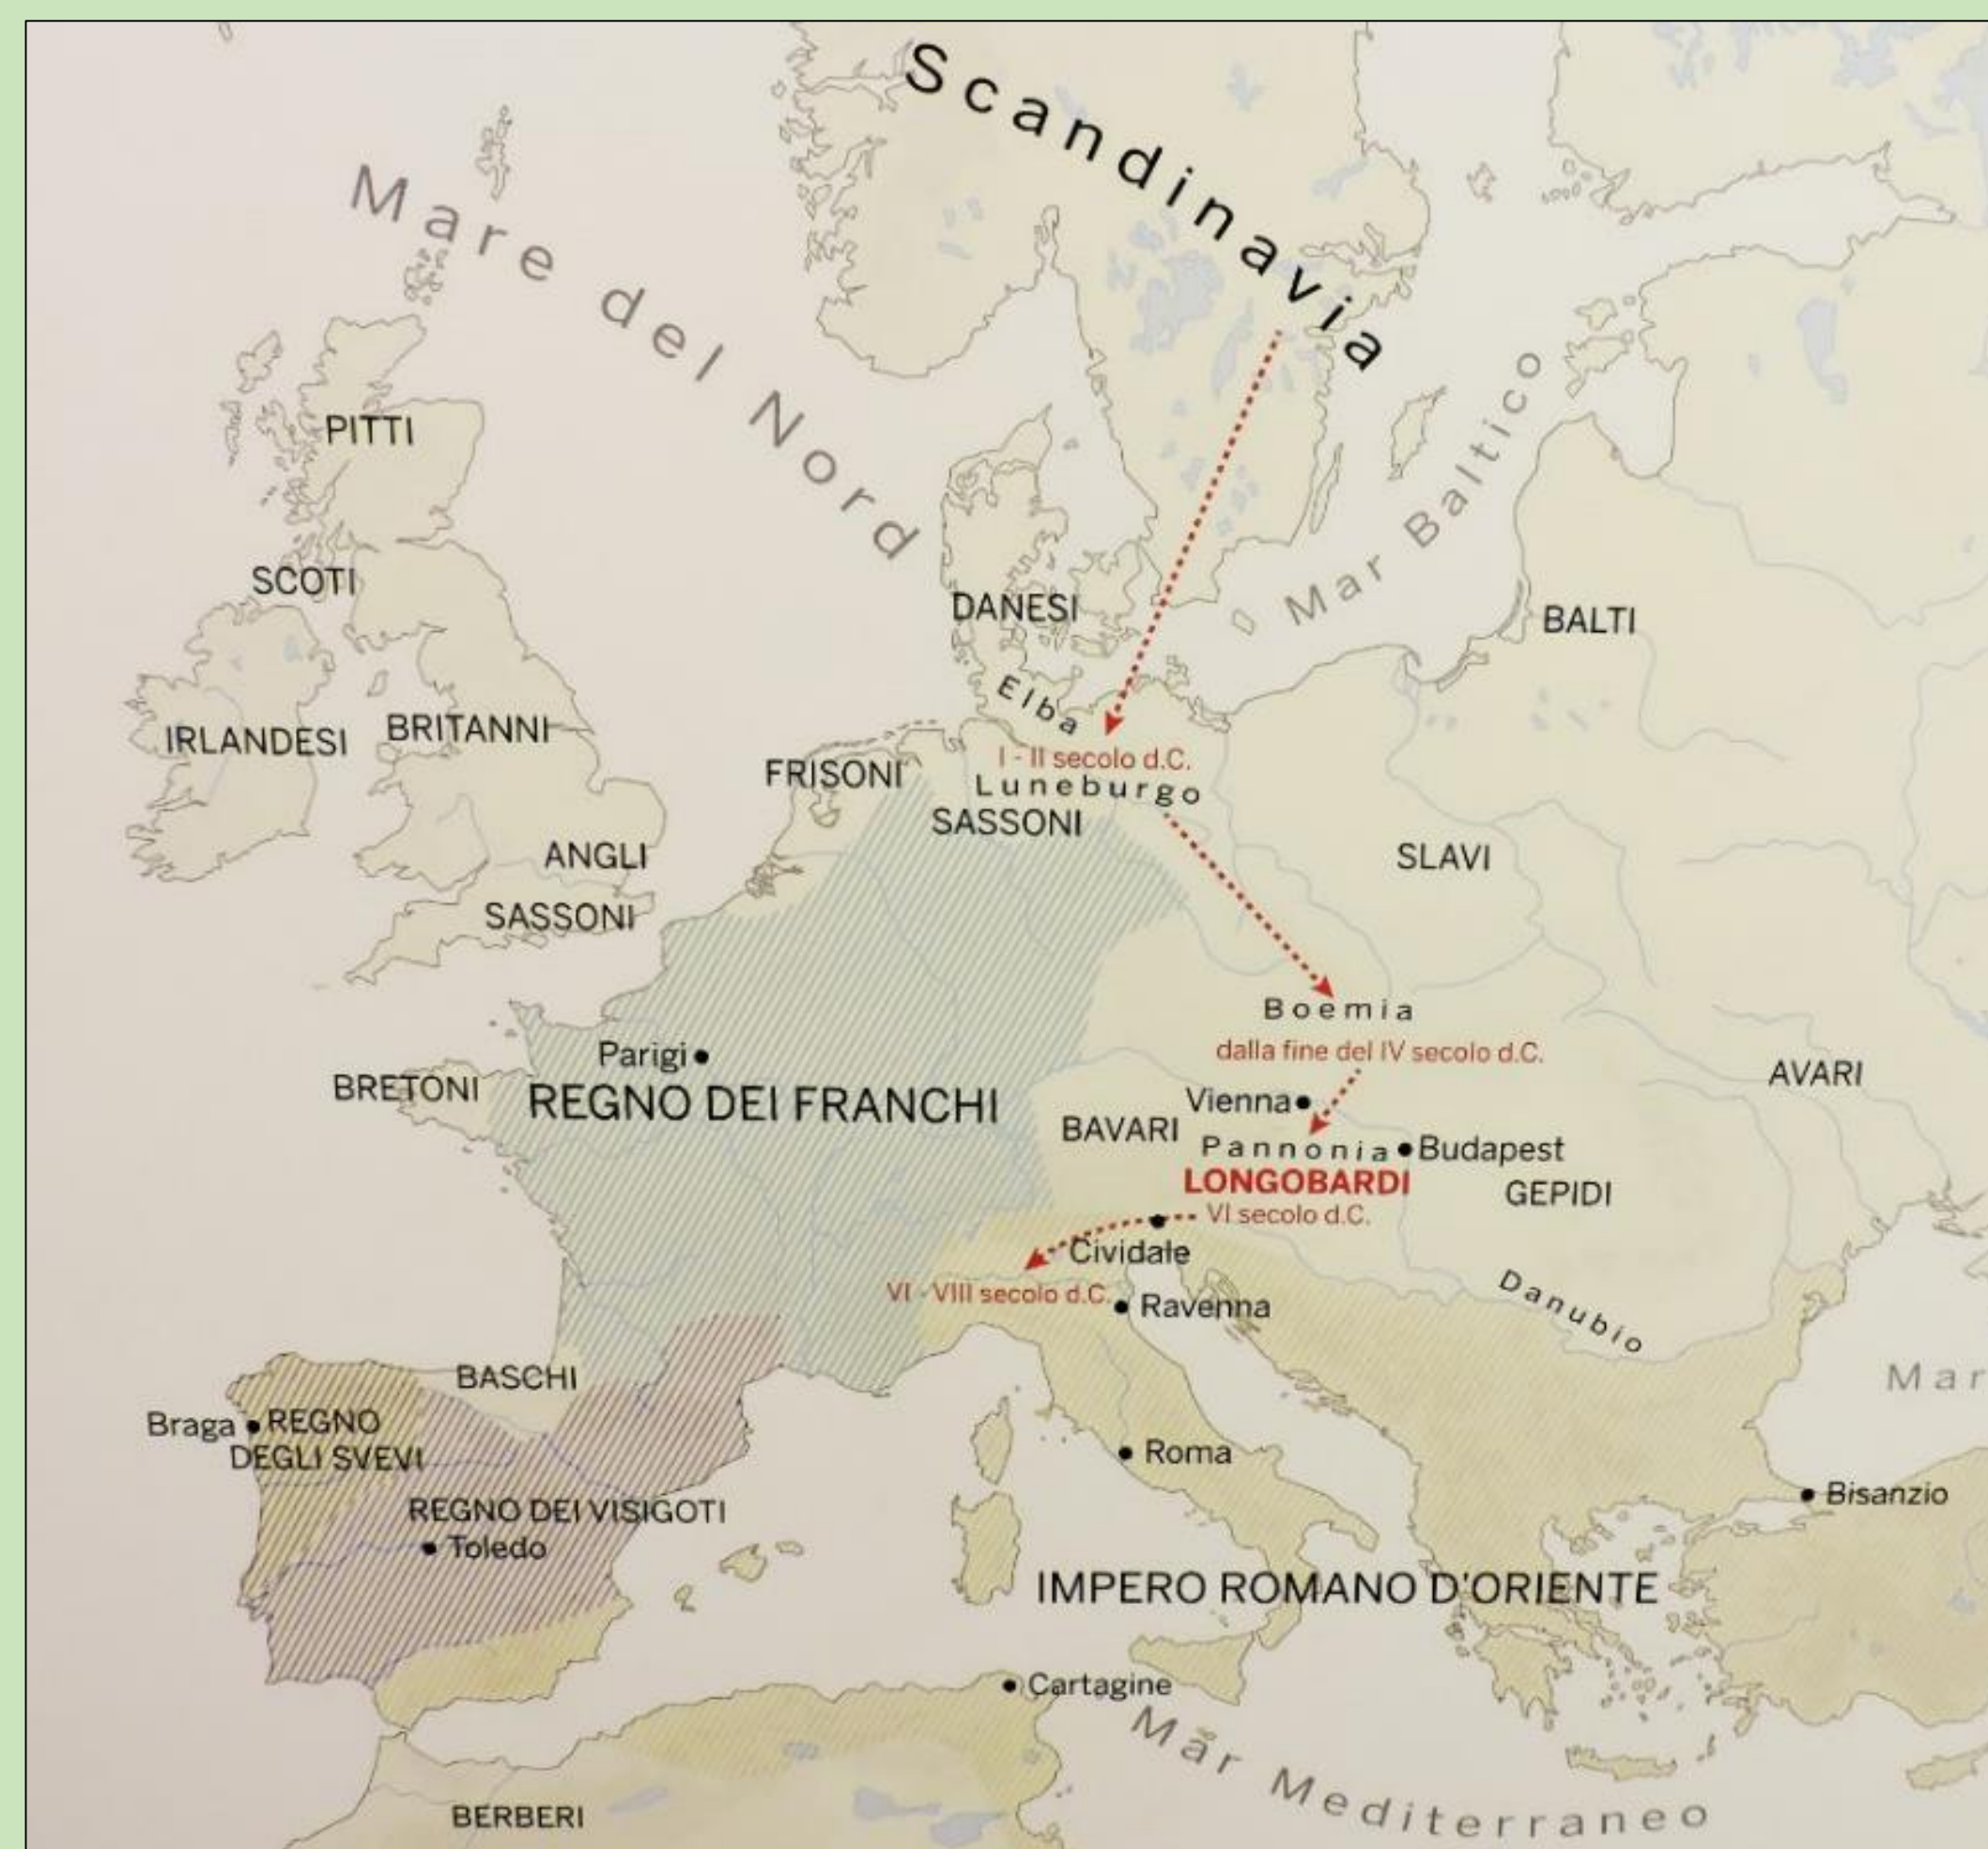 Scandinavia
Mare del Nord
PITTI
Mar Baltico
SCOTI
DANESI
BALTI
Elba
IRLANDESI
BRITANNI
FRISONI
I - II secolo d.C.
Luneburgo
SASSONI
ANGLI
SLAVI
SASSONI
Boemia
dalla fine del IV secolo d.C.
Parigi
BRETONI
REGNO DEI FRANCHI
AVARI
Vienna
BAVARI
Pannonia
Budapest
LONGOBARDI
GEPIDI
VI secolo d.C.
Cividale
VI - VIII secolo d.C.
Ravenna
Danubio
BASCHI
Mar
Braga
REGNO
DEGLI SVEVI
Roma
REGNO DEI VISIGOTI
Toledo
Bisanzio
IMPERO ROMANO D'ORIENTE
Cartagine
Mar Mediterraneo
BERBERI